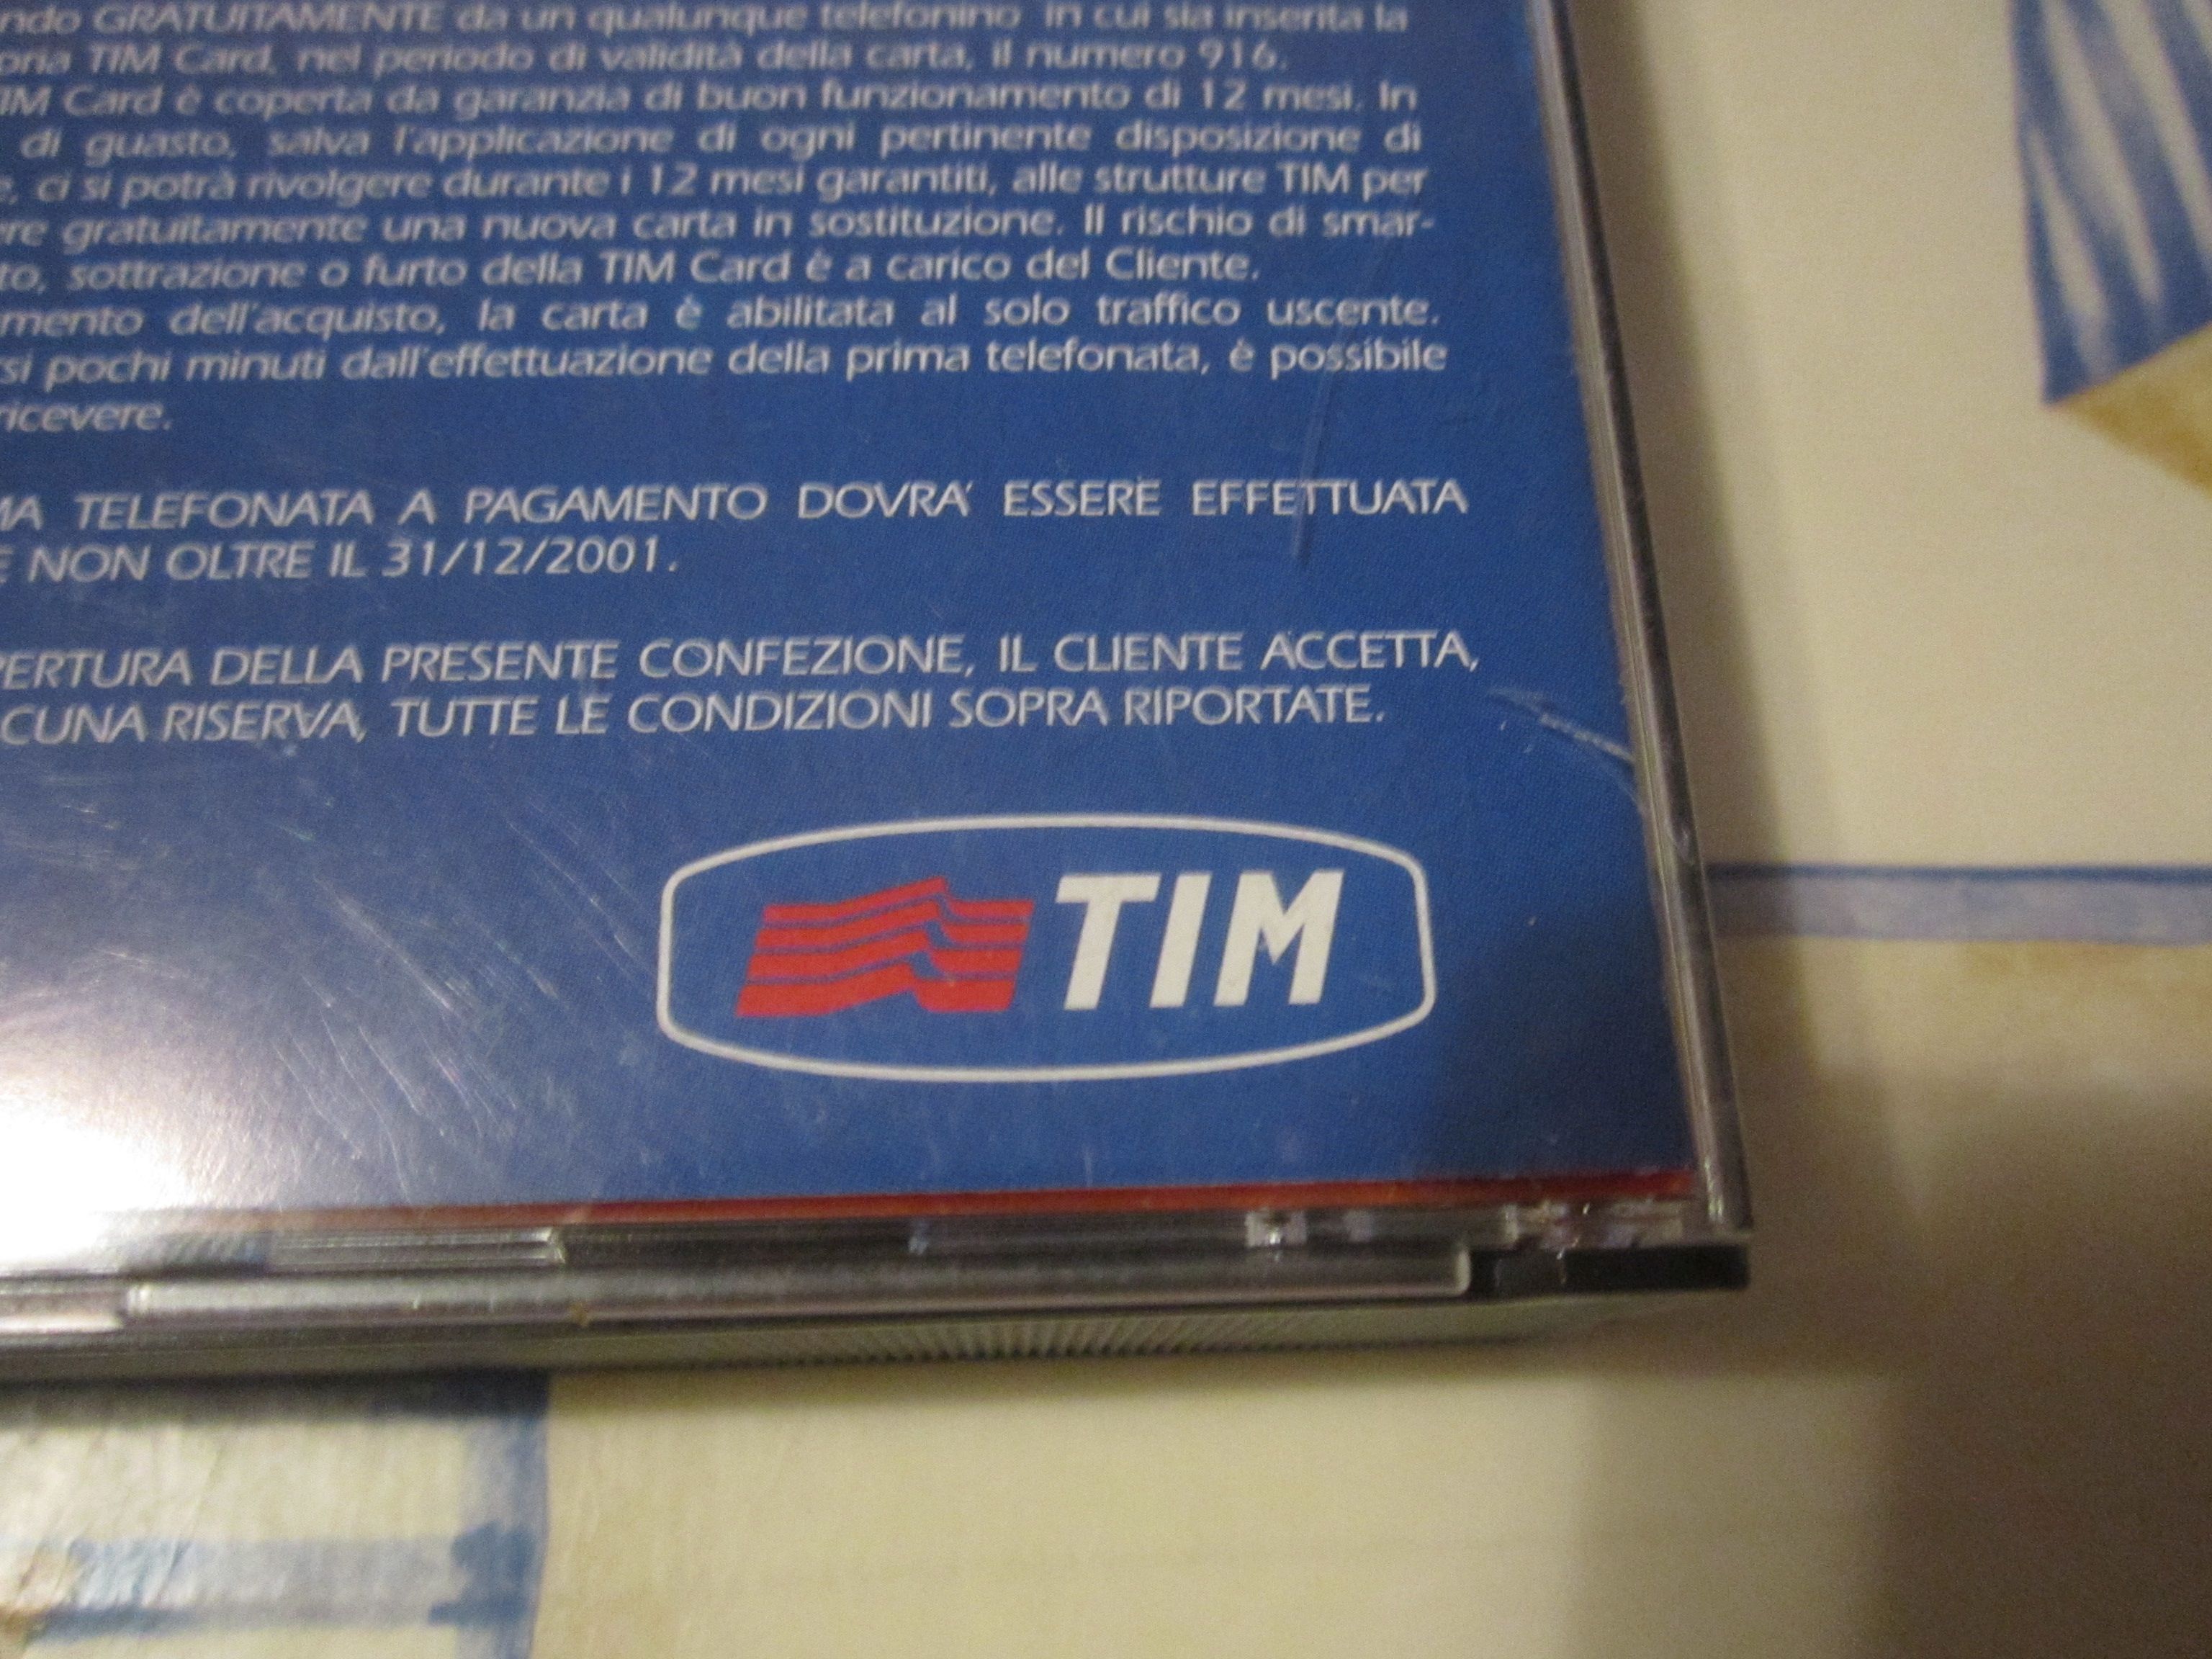 ndo GRATUITAMENTE da un qualunque telefonino in cui sia inserita la
pria TIM Card, nel periodo di validità della carta, il numero 916.
TIM Card è coperta da garanzia di buon funzionamento di 12 mesi. In
di guasto, salva l'applicazione di ogni pertinente disposizione di
e, ci si potrà rivolgere durante i 12 mesi garantiti, alle strutture TIM per
ere gratuitamente una nuova carta in sostituzione. Il rischio di smar-
to, sottrazione o furto della TIM Card è a carico del Cliente.
mento dell'acquisto, la carta è abilitata al solo traffico uscente.
rsi pochi minuti dall'effettuazione della prima telefonata, è possibile
ricevere.
MA TELEFONATA A PAGAMENTO DOVRA' ESSERE EFFETTUATA
E NON OLTRE IL 31/12/2001.
PERTURA DELLA PRESENTE CONFEZIONE, IL CLIENTE ACCETTA,
CUNA RISERVA, TUTTE LE CONDIZIONI SOPRA RIPORTATE.
TIM